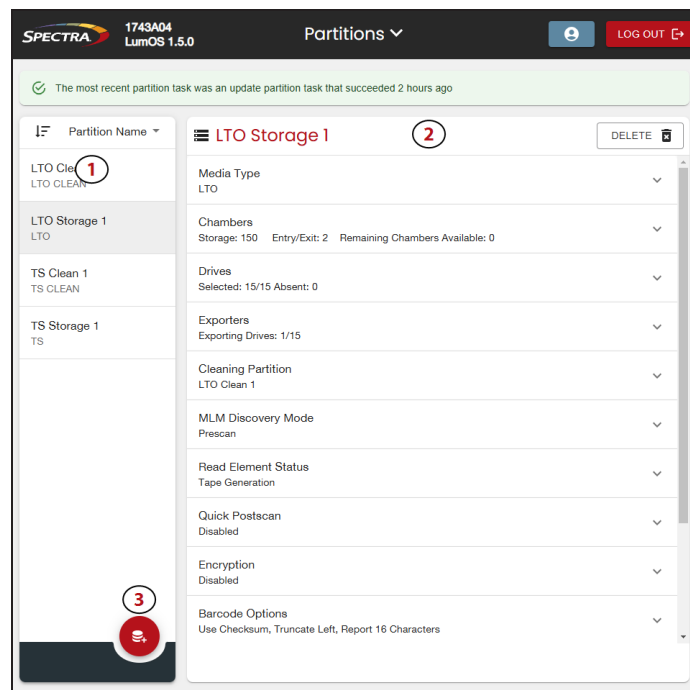 SPECTRA
1743A04
LumOS 1.5.0
Partitions
LOG OUT
The most recent partition task was an update partition task that succeeded 2 hours ago
Partition Name
1
LTO CLEAN
LTO Storage 1
LTO
TS Clean 1
TS CLEAN
TS Storage 1
TS
3
LTO Storage 1
2
DELETE
Media Type
LTO
Chambers
Storage: 150 Entry/Exit: 2 Remaining Chambers Available: 0
Drives
Selected: 15/15 Absent: 0
Exporters
Exporting Drives: 1/15
Cleaning Partition
LTO Clean 1
MLM Discovery Mode
Prescan
Read Element Status
Tape Generation
Quick Postscan
Disabled
Encryption
Disabled
Barcode Options
Use Checksum, Truncate Left, Report 16 Characters